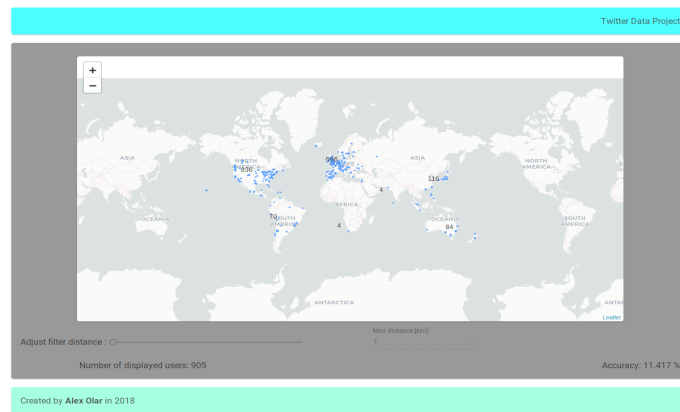 Twitter Data Project
+
−
ASIA
NORTH
AMERICA
836
ASIA
NORTH
AMERICA
116
4
AFRICA
OCEANIA
70
SOUTH
AMERICA
4
OCEANIA
84
SOUTH
AMERICA
ANTARCTICA
ANTA
Leaflet
Max distance [km]
Adjust filter distance :
1
Number of displayed users: 905
Accuracy: 11.417 %
Created by Alex Olar in 2018